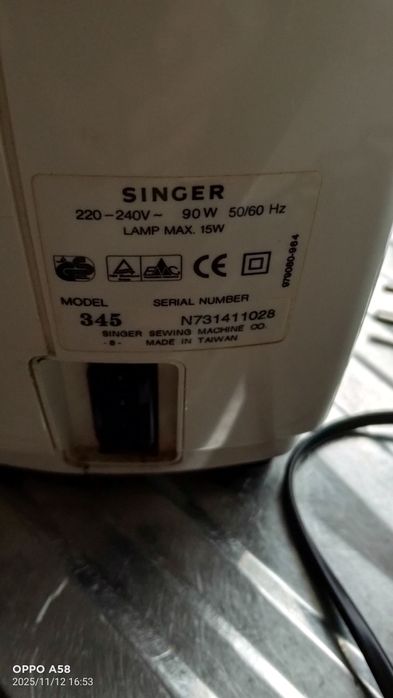 SINGER
220-240V~ 90W 50/60 Hz
LAMP MAX. 15W
CE
979080-984
MODEL SERIAL NUMBER
345 N731411028
SINGER SEWING MACHINE CO.
-8- MADE IN TAIWAN
OPPO A58
2025/11/12 16:53